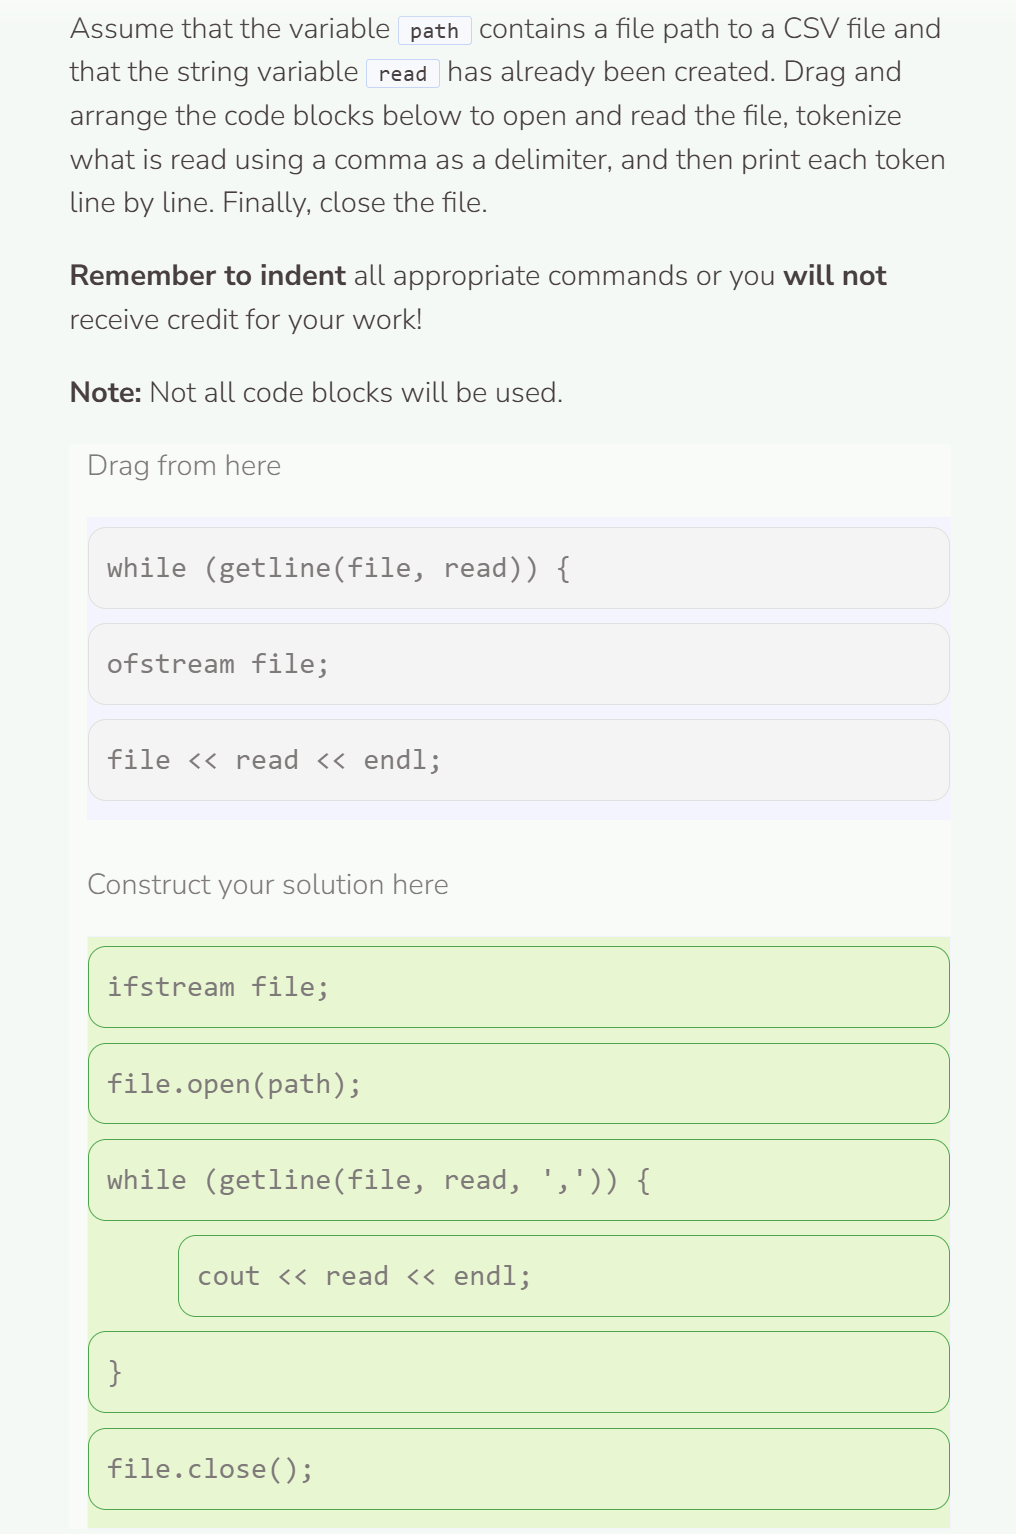 Assume that the variable path contains a file path to a CSV file and
that the string variable read has already been created. Drag and
arrange the code blocks below to open and read the file, tokenize
what is read using a comma as a delimiter, and then print each token
line by line. Finally, close the file.
Remember to indent all appropriate commands or you will not
receive credit for your work!
Note: Not all code blocks will be used.
Drag from here
while (getline(file, read)) {
ofstream file;
file << read << endl;
Construct your solution here
ifstream file;
file.open(path);
while (getline(file, read, ',')) {
cout << read << endl;
}
file.close();